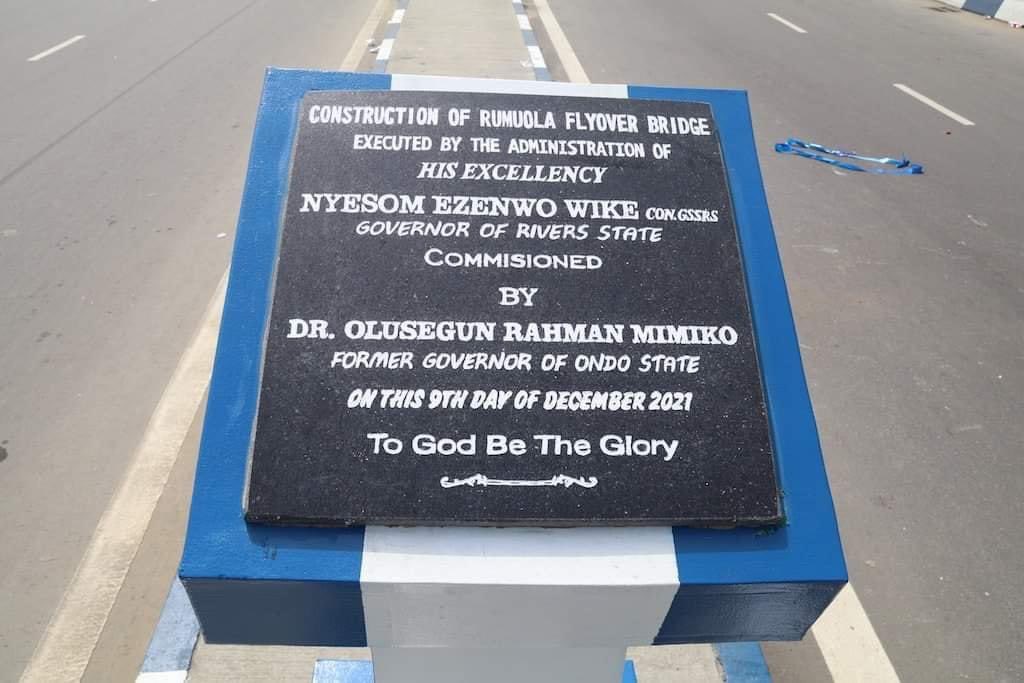 CONSTRUCTION OF RUMUOLA FLYOVER BRIDGE
EXECUTED BY THE ADMINISTRATION OF
HIS EXCELLENCY
NYESOM EZENWO WIKE CON.GSSRS
GOVERNOR OF RIVERS STATE
COMMISIONED
BY
DR. OLUSEGUN RAHMAN MIMIKO
FORMER GOVERNOR OF ONDO STATE
ON THIS 9TH DAY OF DECEMBER 2021
To God Be The Glory